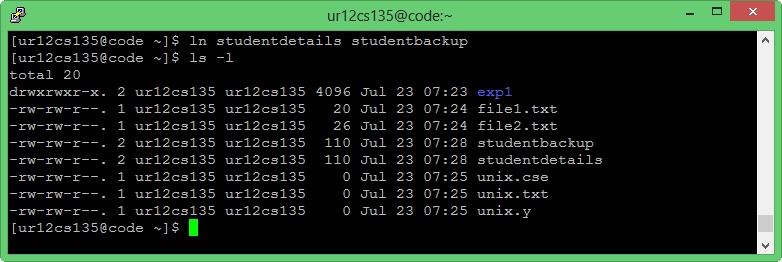 ur12cs135@code:~
[ur12cs135@code ~]$ ln studentdetails studentbackup
[ur12cs135@code ~]$ ls -l
total 20
drwxrwxr-x. 2 ur12cs135 ur12cs135 4096 Jul 23 07:23 exp1
-rw-rw-r--. 1 ur12cs135 ur12cs135   20 Jul 23 07:24 file1.txt
-rw-rw-r--. 1 ur12cs135 ur12cs135   26 Jul 23 07:24 file2.txt
-rw-rw-r--. 2 ur12cs135 ur12cs135  110 Jul 23 07:28 studentbackup
-rw-rw-r--. 2 ur12cs135 ur12cs135  110 Jul 23 07:28 studentdetails
-rw-rw-r--. 1 ur12cs135 ur12cs135    0 Jul 23 07:25 unix.cse
-rw-rw-r--. 1 ur12cs135 ur12cs135    0 Jul 23 07:25 unix.txt
-rw-rw-r--. 1 ur12cs135 ur12cs135    0 Jul 23 07:25 unix.y
[ur12cs135@code ~]$